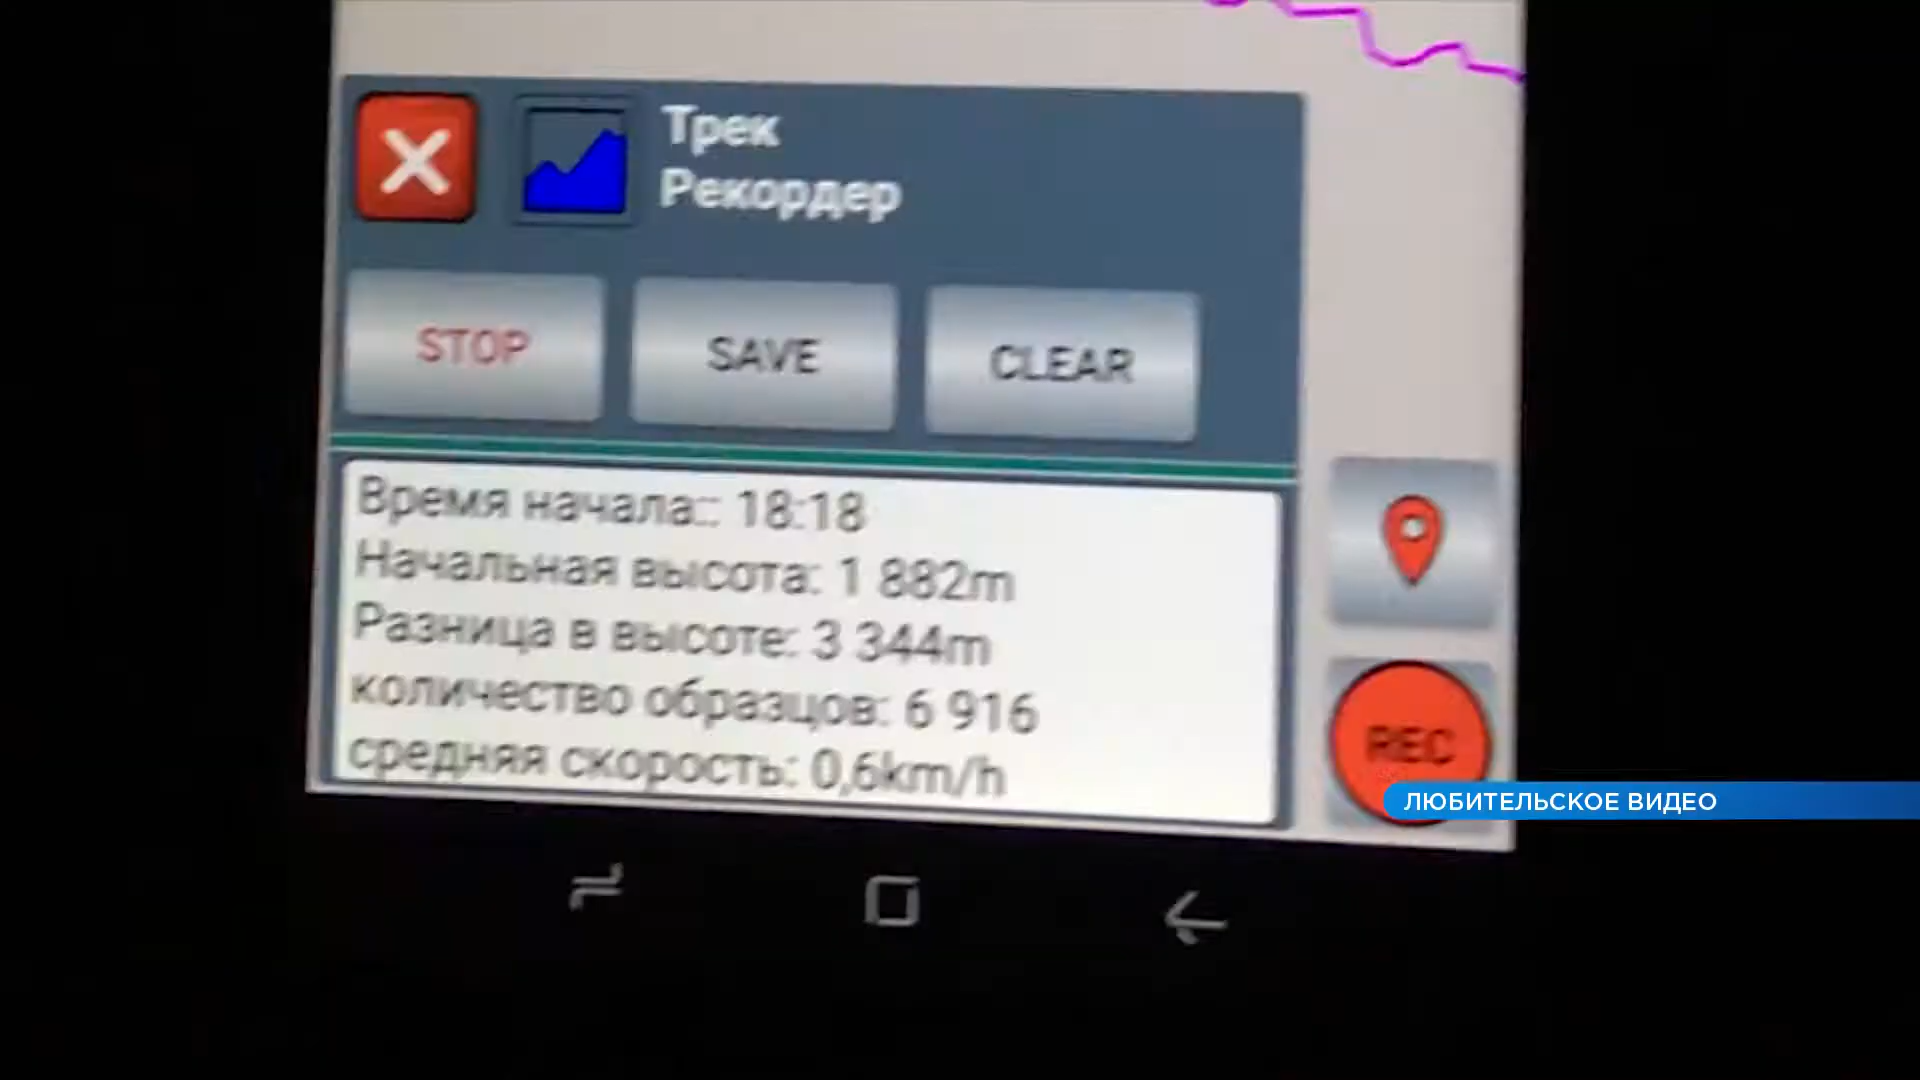 Трек
Рекордер
STOP
SAVE
CLEAR
Время начала:: 18:18
Начальная высота: 1 882m
Разница в высоте: 3 344m
количество образцов: 6 916
средняя скорость: 0,6km/h
REC
ЛЮБИТЕЛЬСКОЕ ВИДЕО